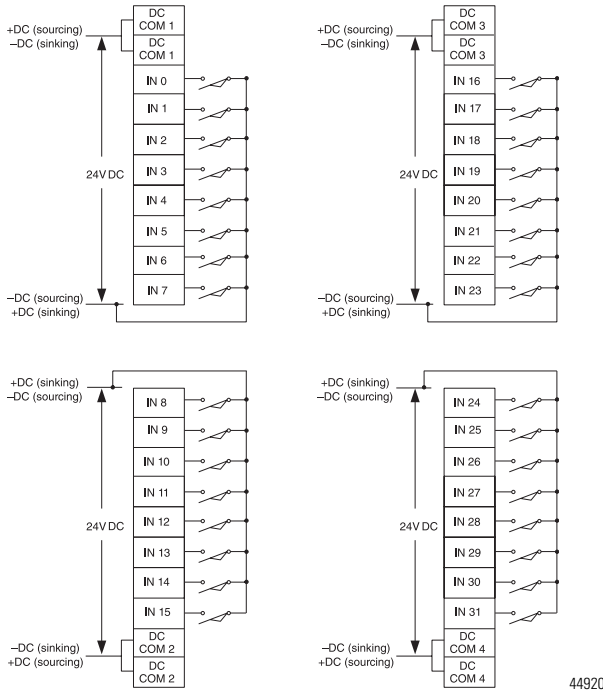 +DC (sourcing)
–DC (sinking)
DC
COM 1
DC
COM 1
IN 0
IN 1
IN 2
IN 3
24V DC
IN 4
IN 5
IN 6
IN 7
–DC (sourcing)
+DC (sinking)
+DC (sourcing)
–DC (sinking)
DC
COM 3
DC
COM 3
IN 16
IN 17
IN 18
IN 19
24V DC
IN 20
IN 21
IN 22
IN 23
–DC (sourcing)
+DC (sinking)
+DC (sinking)
–DC (sourcing)
IN 8
IN 9
IN 10
IN 11
IN 12
24V DC
IN 13
IN 14
IN 15
–DC (sinking)
+DC (sourcing)
DC
COM 2
DC
COM 2
+DC (sinking)
–DC (sourcing)
IN 24
IN 25
IN 26
IN 27
IN 28
24V DC
IN 29
IN 30
IN 31
–DC (sinking)
+DC (sourcing)
DC
COM 4
DC
COM 4
44920